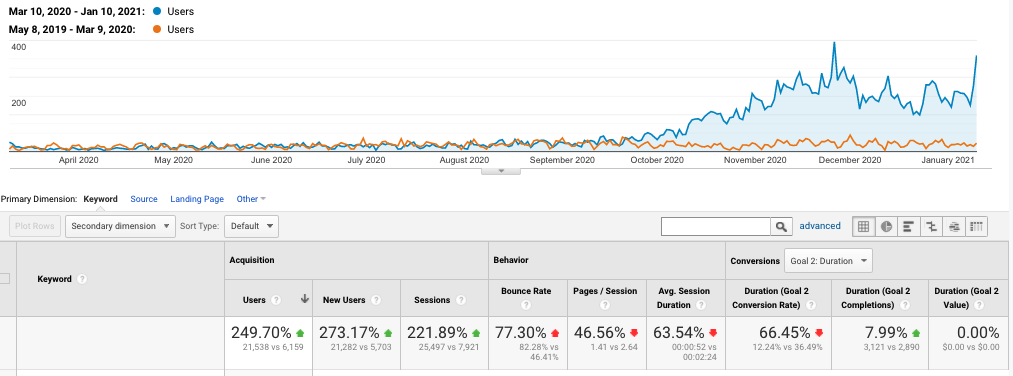 Mar 10, 2020 - Jan 10, 2021: Users
May 8, 2019 - Mar 9, 2020: Users
400
200
April 2020 May 2020 June 2020 July 2020 August 2020 September 2020 October 2020 November 2020 December 2020 January 2021
Primary Dimension: Keyword Source Landing Page Other
Plot Rows Secondary dimension Sort Type: Default advanced
Keyword ?
Acquisition Behavior Conversions Goal 2: Duration
Users ? New Users ? Sessions ? Bounce Rate ? Pages / Session ? Avg. Session Duration ? Duration (Goal 2 Conversion Rate) ? Duration (Goal 2 Completions) ? Duration (Goal 2 Value) ?
249.70% 273.17% 221.89% 77.30% 46.56% 63.54% 66.45% 7.99% 0.00%
21,538 vs 6,159 21,282 vs 5,703 25,497 vs 7,921 82.28% vs 46.41% 1.41 vs 2.64 00:00:52 vs 00:02:24 12.24% vs 36.49% 3,121 vs 2,890 $0.00 vs $0.00